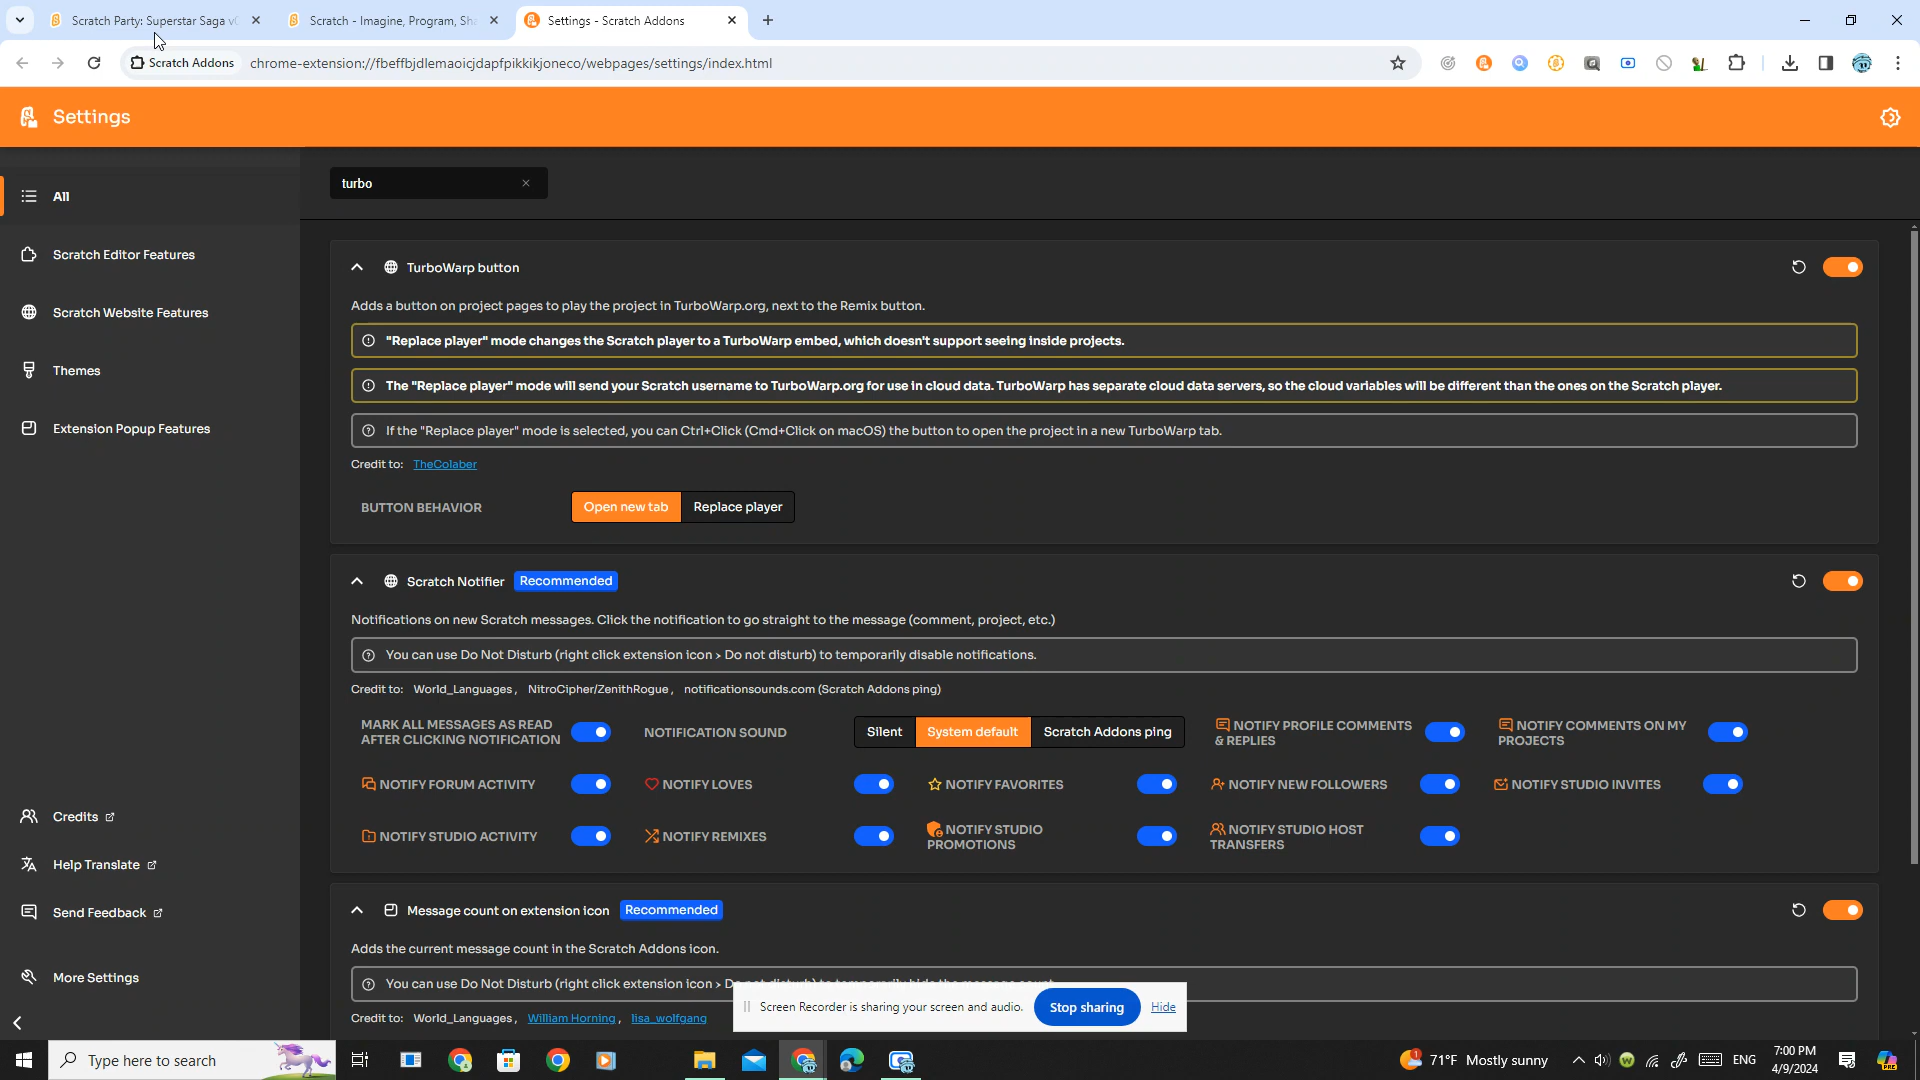 Scratch Party: Superstar Saga v
Scratch - Imagine, Program, Sha
Settings - Scratch Addons
Scratch Addons
chrome-extension://fbeffbjdlemaoicjdapfpikkikjoneco/webpages/settings/index.html
Settings
turbo
All
Scratch Editor Features
Scratch Website Features
Themes
Extension Popup Features
Credits
Help Translate
Send Feedback
More Settings
TurboWarp button
Adds a button on project pages to play the project in TurboWarp.org, next to the Remix button.
"Replace player" mode changes the Scratch player to a TurboWarp embed, which doesn't support seeing inside projects.
The "Replace player" mode will send your Scratch username to TurboWarp.org for use in cloud data. TurboWarp has separate cloud data servers, so the cloud variables will be different than the ones on the Scratch player.
If the "Replace player" mode is selected, you can Ctrl+Click (Cmd+Click on macOS) the button to open the project in a new TurboWarp tab.
Credit to: TheColaber
BUTTON BEHAVIOR Open new tab Replace player
Scratch Notifier Recommended
Notifications on new Scratch messages. Click the notification to go straight to the message (comment, project, etc.)
You can use Do Not Disturb (right click extension icon > Do not disturb) to temporarily disable notifications.
Credit to: World_Languages, NitroCipher/ZenithRogue, notificationsounds.com (Scratch Addons ping)
MARK ALL MESSAGES AS READ
AFTER CLICKING NOTIFICATION
NOTIFICATION SOUND
Silent System default Scratch Addons ping
NOTIFY PROFILE COMMENTS
& REPLIES
NOTIFY COMMENTS ON MY
PROJECTS
NOTIFY FORUM ACTIVITY
NOTIFY LOVES
NOTIFY FAVORITES
NOTIFY NEW FOLLOWERS
NOTIFY STUDIO INVITES
NOTIFY STUDIO ACTIVITY
NOTIFY REMIXES
NOTIFY STUDIO
PROMOTIONS
NOTIFY STUDIO HOST
TRANSFERS
Message count on extension icon Recommended
Adds the current message count in the Scratch Addons icon.
You can use Do Not Disturb (right click extension icon > Do not disturb) to temporarily hide the message count.
Credit to: World_Languages, William Horning, lisa_wolfgang
Screen Recorder is sharing your screen and audio. Stop sharing Hide
Type here to search
71°F Mostly sunny
ENG
7:00 PM
4/9/2024
PRE